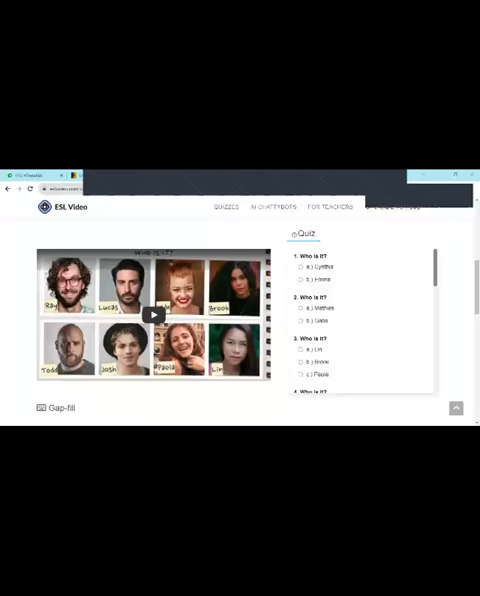 ESL Video
QUIZZES
AI CHATTYBOTS
FOR TEACHERS
WHO IS IT?
Ray
Lucas
Brook
Todd
Josh
Paola
Lin
Quiz
1. Who is it?
a.) Cynthia
b.) Emma
2. Who is it?
a.) Mathias
b.) Gabe
3. Who is it?
a.) Lin
b.) Brook
c.) Paola
4. Who is it?
Gap-fill